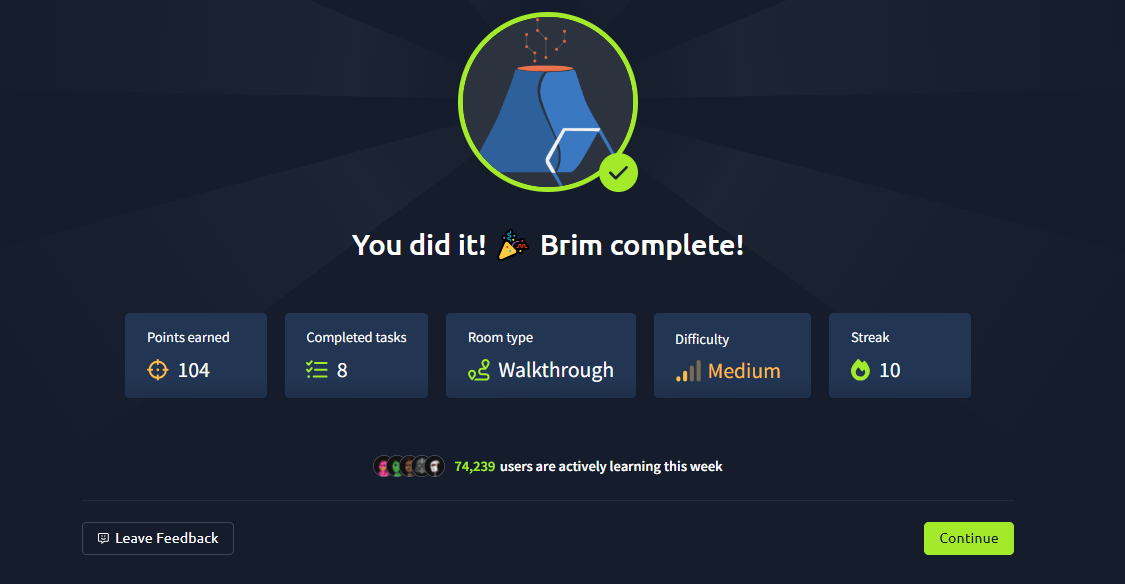 You did it! 🎉 Brim complete!
Points earned
104
Completed tasks
8
Room type
Walkthrough
Difficulty
Medium
Streak
10
74,239 users are actively learning this week
Leave Feedback
Continue